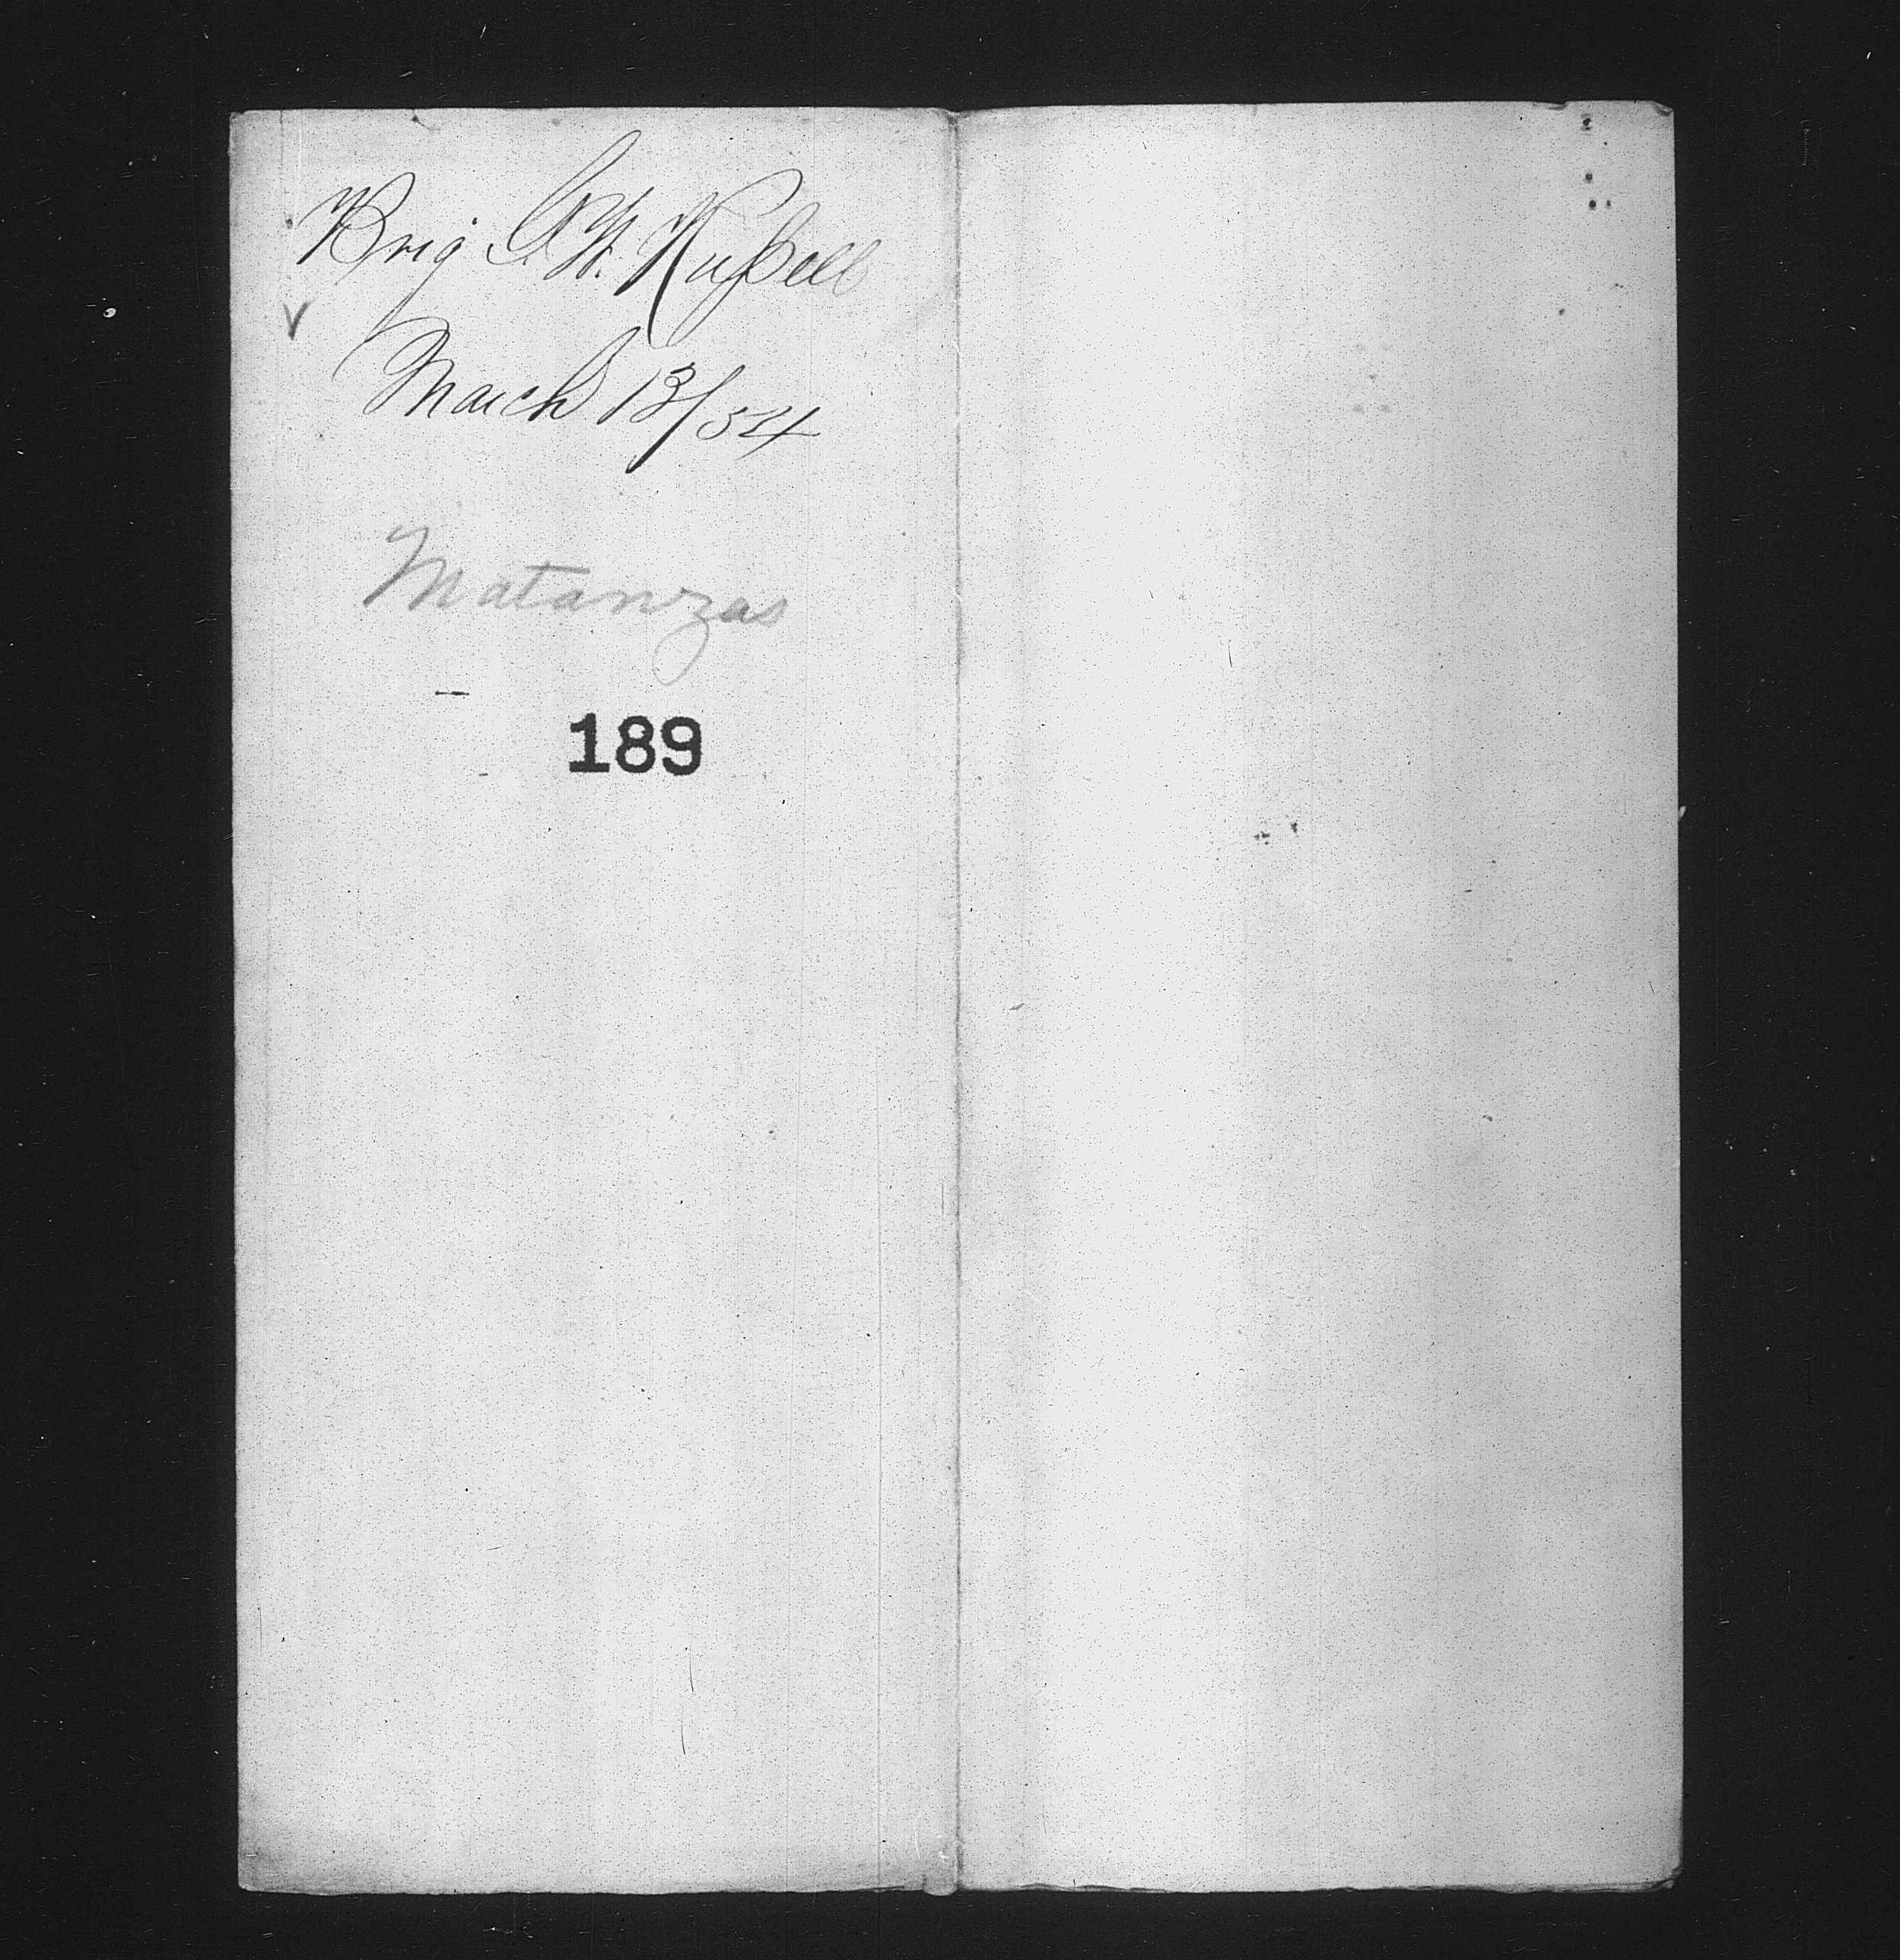 Brig G. W. Russell
March 13/54
Matanzas
189